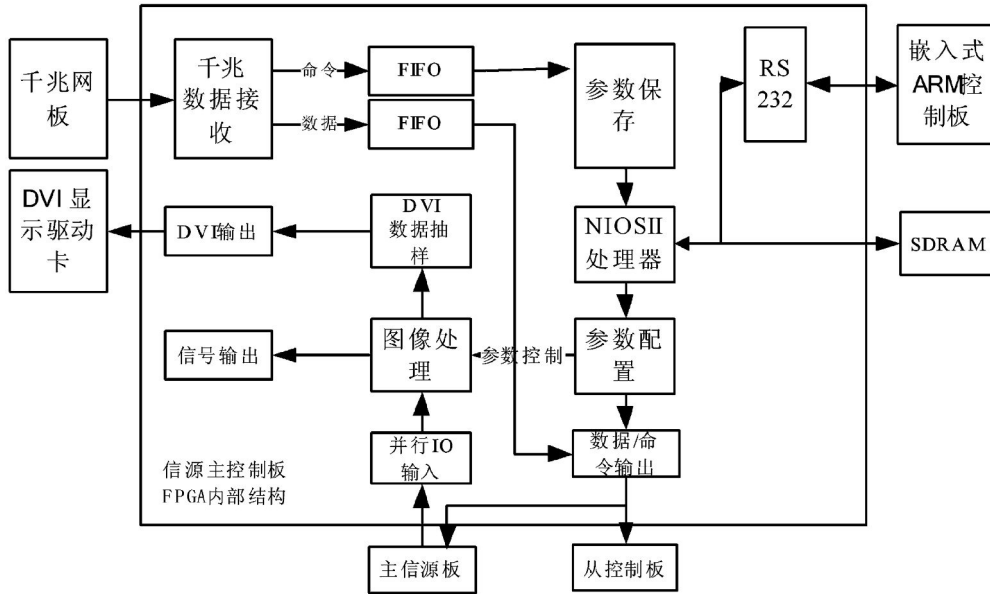 千兆网
板
千兆
数据接
收
命令
FIFO
数据
FIFO
参数保
存
RS
232
嵌入式
ARM控
制板
DVI 显
示驱动
卡
DVI输出
DVI
数据抽
样
NIOSII
处理器
SDRAM
信号输出
图像处
理
参数控制
参数配
置
并行IO
输入
数据/命
令输出
信源主控制板
FPGA内部结构
主信源板
从控制板